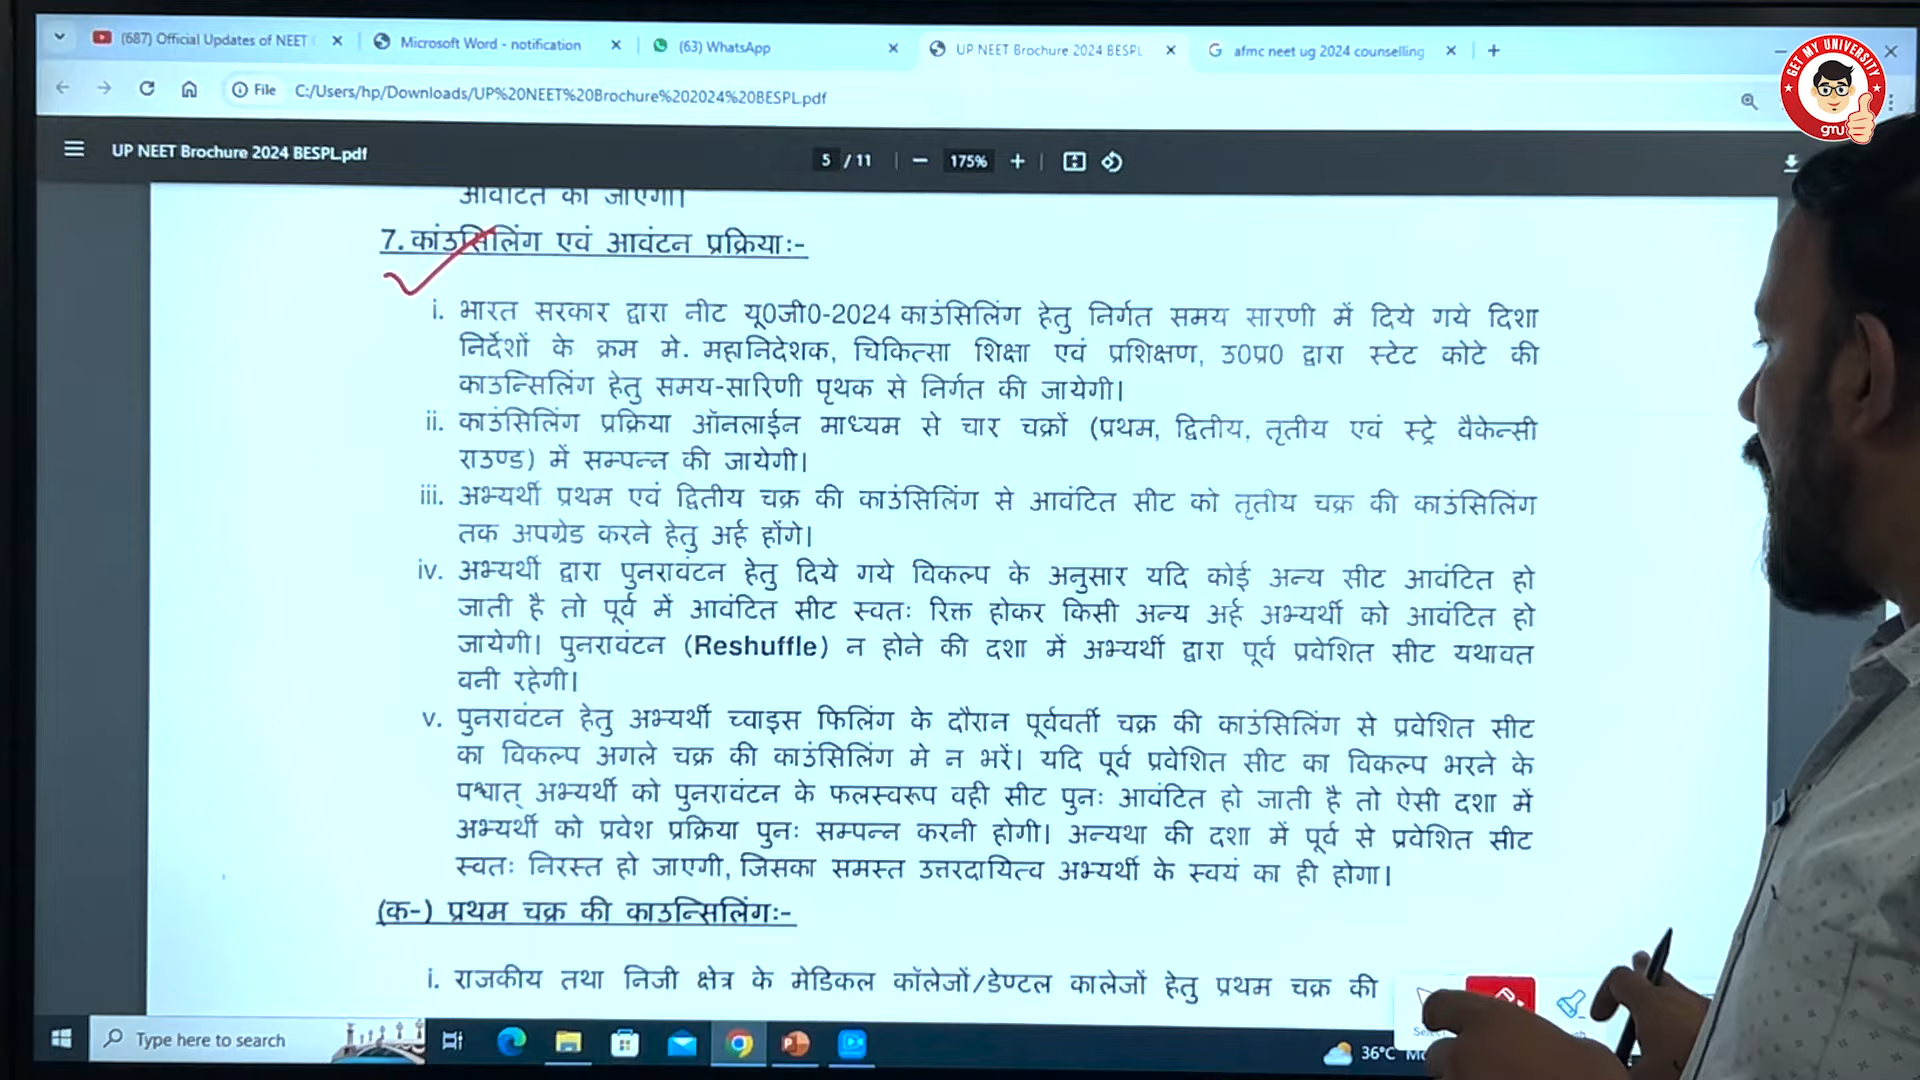 (687) Official Updates of NEET
Microsoft Word - notification
(63) WhatsApp
UP NEET Brochure 2024 BESPL
afmc neet ug 2024 counselling
File C:/Users/hp/Downloads/UP%20NEET%20Brochure%202024%20BESPL.pdf
GET MY UNIVERSITY
gmu
UP NEET Brochure 2024 BESPL.pdf
5 / 11
175%
आवंटित की जाएगी।
7. कांउसिलिंग एवं आवंटन प्रक्रियाः-
i. भारत सरकार द्वारा नीट यू0जी0-2024 काउंसिलिंग हेतु निर्गत समय सारणी में दिये गये दिशा
निर्देशों के क्रम मे. महानिदेशक, चिकित्सा शिक्षा एवं प्रशिक्षण, उ0प्र0 द्वारा स्टेट कोटे की
काउन्सिलिंग हेतु समय-सारिणी पृथक से निर्गत की जायेगी।
ii. काउंसिलिंग प्रक्रिया ऑनलाईन माध्यम से चार चक्रों (प्रथम, द्वितीय, तृतीय एवं स्ट्रे वैकेन्सी
राउण्ड) में सम्पन्न की जायेगी।
iii. अभ्यर्थी प्रथम एवं द्वितीय चक्र की काउंसिलिंग से आवंटित सीट को तृतीय चक्र की काउंसिलिंग
तक अपग्रेड करने हेतु अर्ह होंगे।
iv. अभ्यर्थी द्वारा पुनरावंटन हेतु दिये गये विकल्प के अनुसार यदि कोई अन्य सीट आवंटित हो
जाती है तो पूर्व में आवंटित सीट स्वतः रिक्त होकर किसी अन्य अर्ह अभ्यर्थी को आवंटित हो
जायेगी। पुनरावंटन (Reshuffle) न होने की दशा में अभ्यर्थी द्वारा पूर्व प्रवेशित सीट यथावत
वनी रहेगी।
v. पुनरावंटन हेतु अभ्यर्थी च्वाइस फिलिंग के दौरान पूर्ववर्ती चक्र की काउंसिलिंग से प्रवेशित सीट
का विकल्प अगले चक्र की काउंसिलिंग मे न भरें। यदि पूर्व प्रवेशित सीट का विकल्प भरने के
पश्चात् अभ्यर्थी को पुनरावंटन के फलस्वरूप वही सीट पुनः आवंटित हो जाती है तो ऐसी दशा में
अभ्यर्थी को प्रवेश प्रक्रिया पुनः सम्पन्न करनी होगी। अन्यथा की दशा में पूर्व से प्रवेशित सीट
स्वतः निरस्त हो जाएगी, जिसका समस्त उत्तरदायित्व अभ्यर्थी के स्वयं का ही होगा।
(क-) प्रथम चक्र की काउन्सिलिंगः-
i. राजकीय तथा निजी क्षेत्र के मेडिकल कॉलेजों/डेण्टल कालेजों हेतु प्रथम चक्र की
Type here to search
36°C